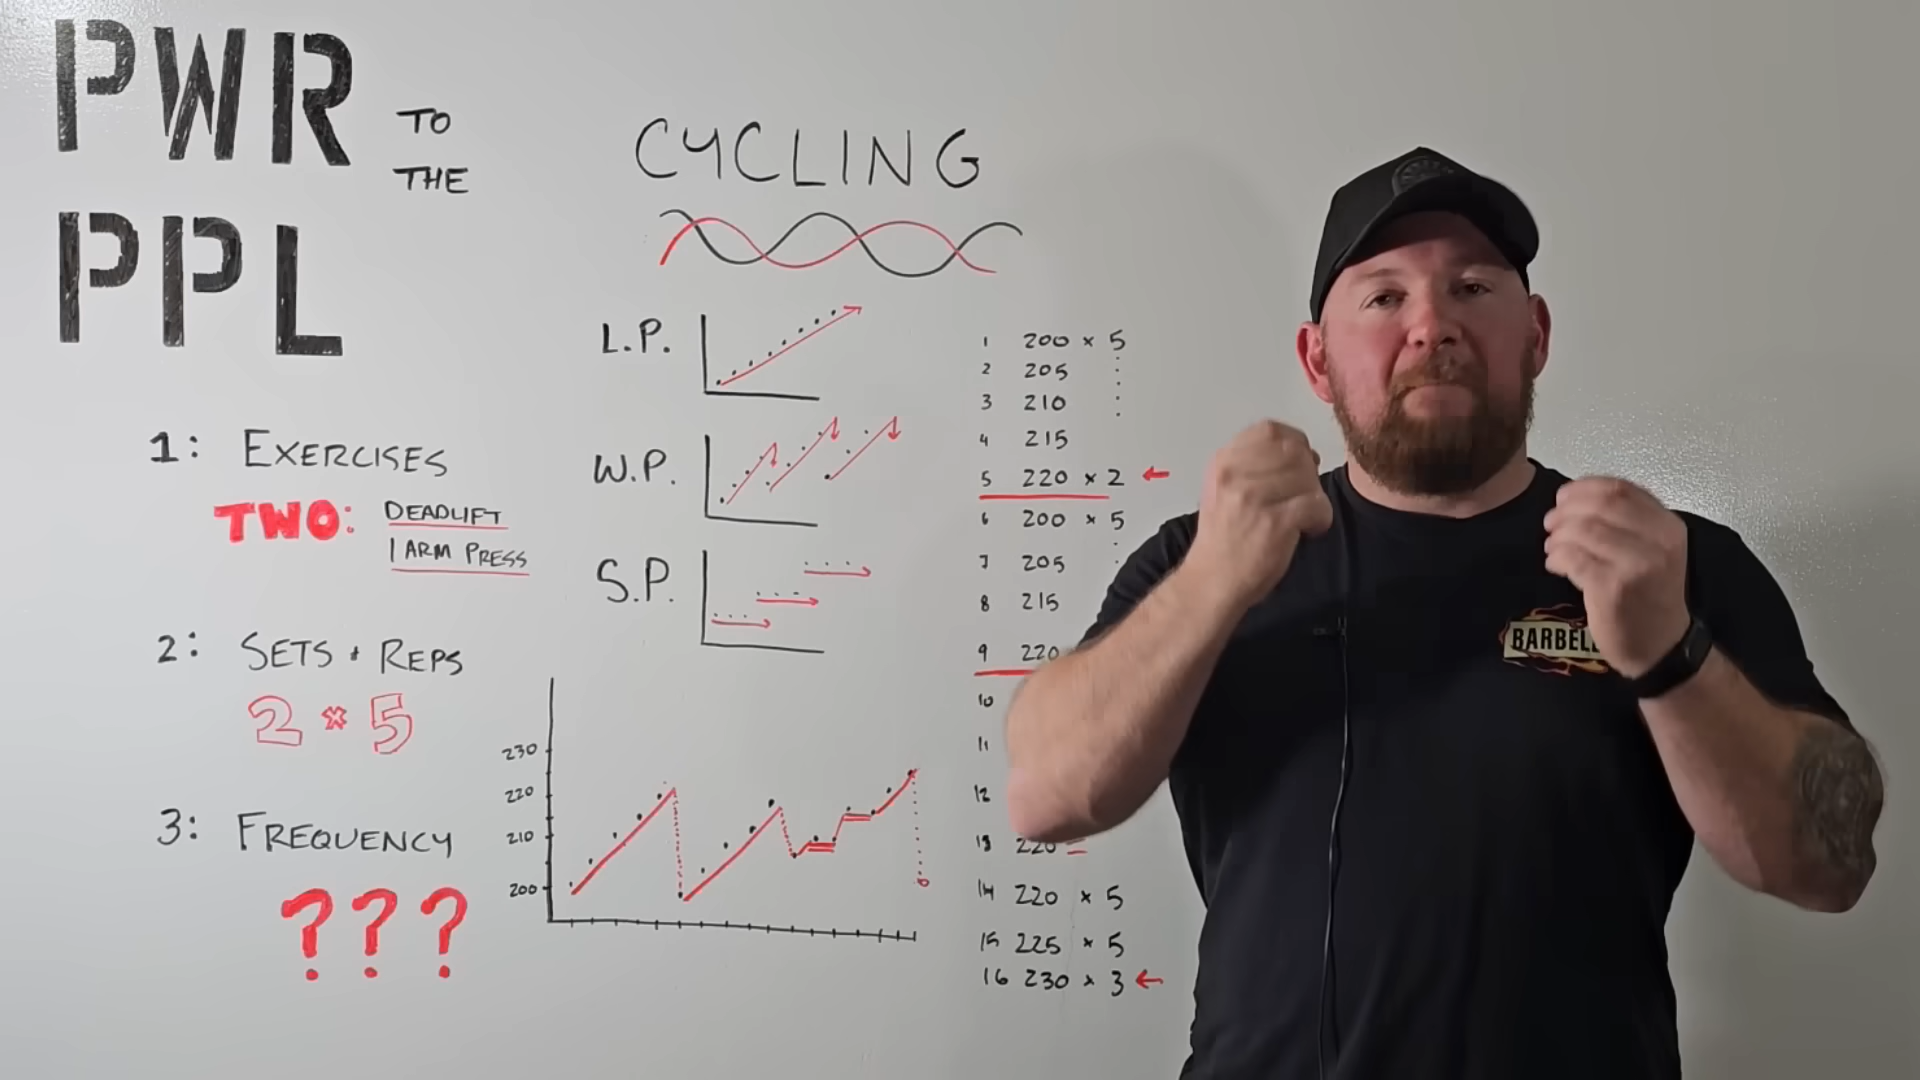 PWR
TO
THE
PPL
1: EXERCISES
TWO: DEADLIFT
1 ARM PRESS
2: SETS + REPS
2 × 5
3: FREQUENCY
???
CYCLING
L.P.
W.P.
S.P.
230
220
210
200
1 200 × 5
2 205
3 210
4 215
5 220 × 2 ←
6 200 × 5
7 205
8 215
9 220
10
11
12
13 220
14 220 × 5
15 225 × 5
16 230 × 3 ←